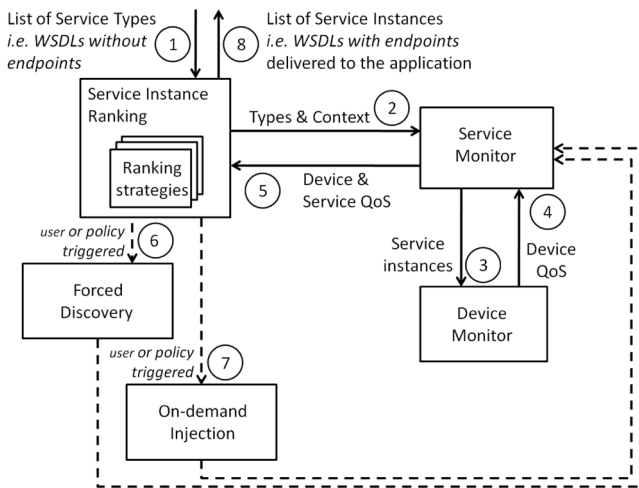 List of Service Types
i.e. WSDLs without
endpoints
1
8
List of Service Instances
i.e. WSDLs with endpoints
delivered to the application
Service Instance
Ranking
Ranking
strategies
Types & Context
2
Service
Monitor
5
Device &
Service QoS
user or policy
triggered
6
Service
instances
3
4
Device
QoS
Forced
Discovery
Device
Monitor
user or policy
triggered
7
On-demand
Injection